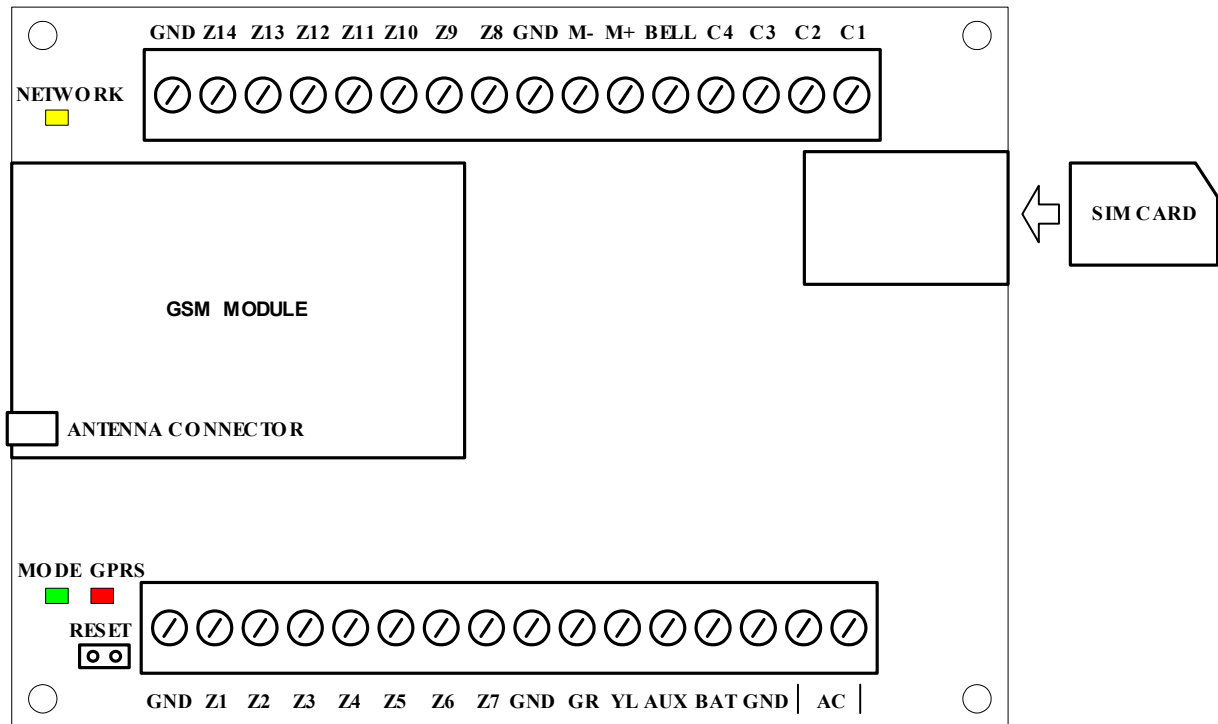 GND Z14 Z13 Z12 Z11 Z10 Z9 Z8 GND M- M+ BELL C4 C3 C2 C1
NETWORK
SIM CARD
GSM MODULE
ANTENNA CONNECTOR
MODE GPRS
RESET
GND Z1 Z2 Z3 Z4 Z5 Z6 Z7 GND GR YL AUX BAT GND AC